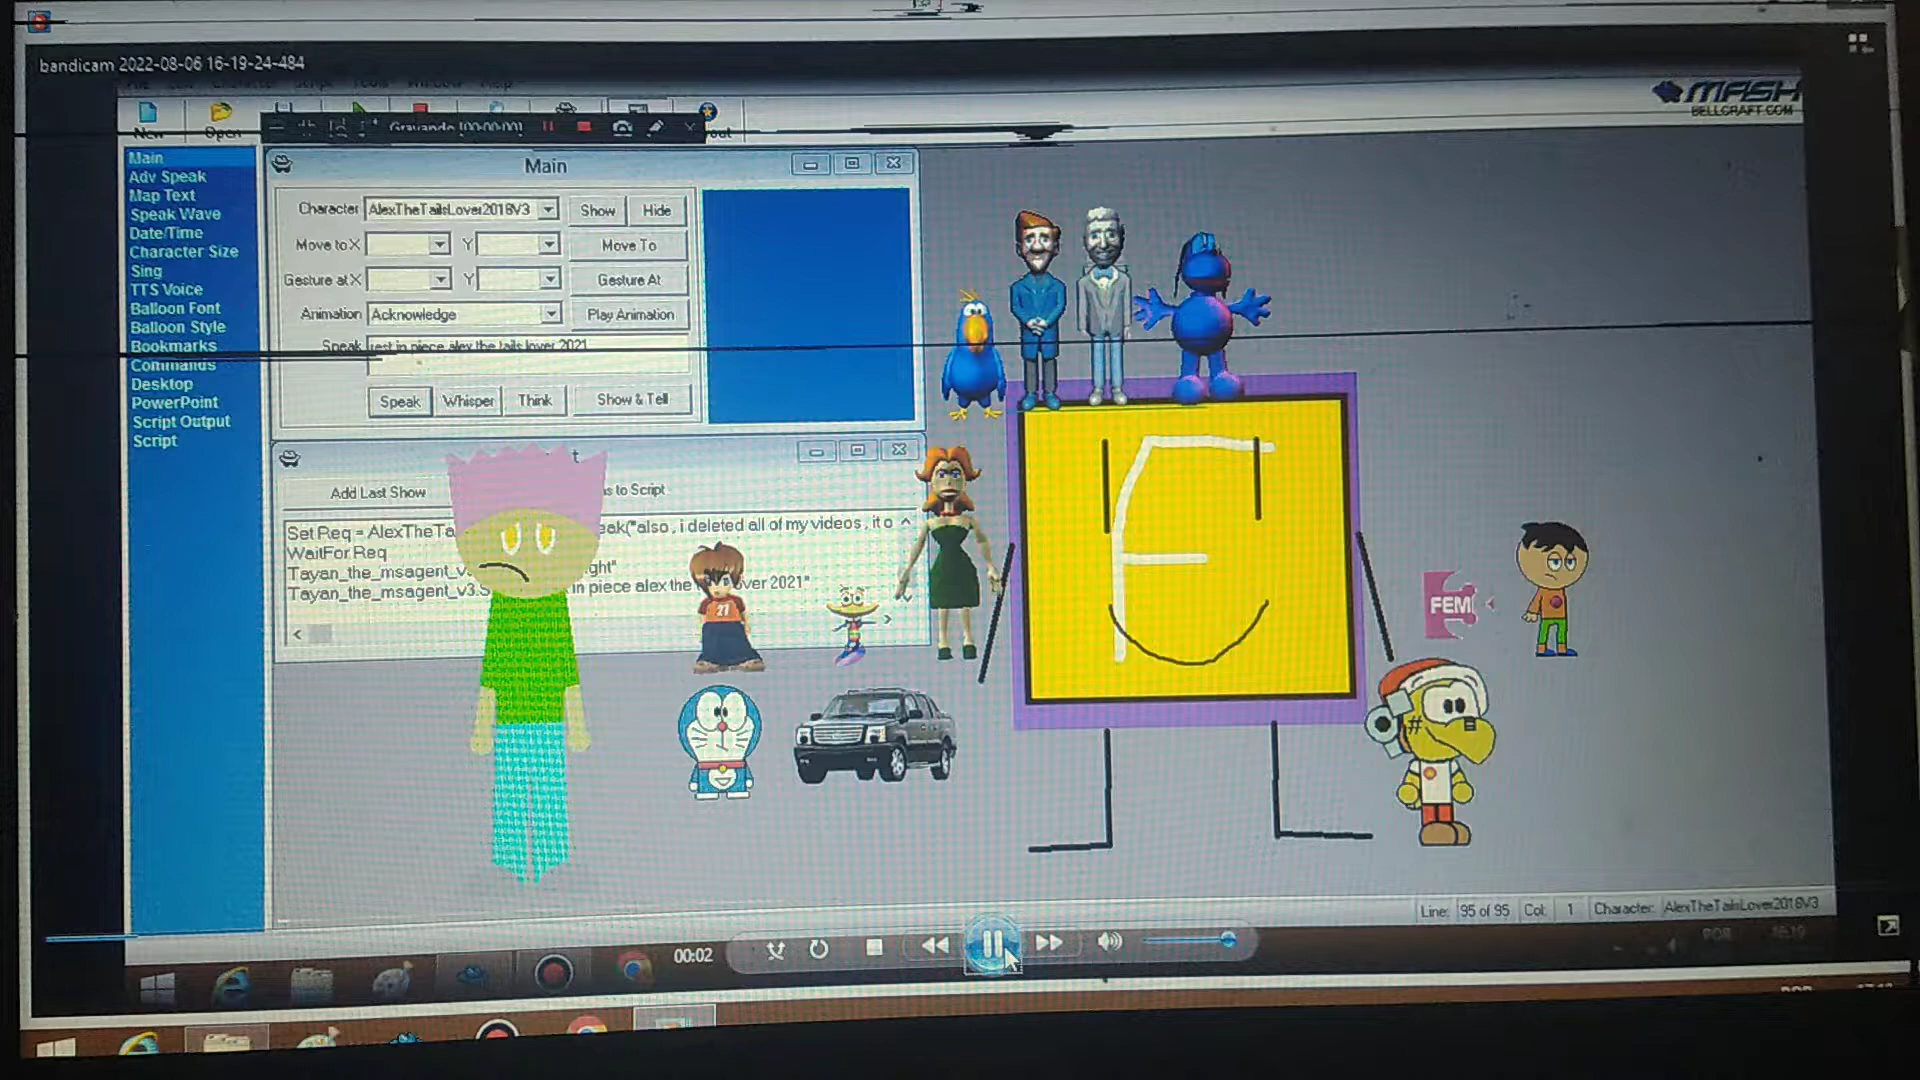 bandicam 2022-08-06 16-19-24-484
MASH
BELLCRAFT.COM
New
Open
Gravando [00:00:00]
Main
Adv Speak
Map Text
Speak Wave
Date/Time
Character Size
Sing
TTS Voice
Balloon Font
Balloon Style
Bookmarks
Commands
Desktop
PowerPoint
Script Output
Script
Main
Character
AlexTheTailsLover2018V3
Show
Hide
Move to X
Y
Move To
Gesture at X
Y
Gesture At
Animation
Acknowledge
Play Animation
Speak
rest in piece alex the tails lover 2021
Speak
Whisper
Think
Show & Tell
t
Add Last Show
s to Script
Set Req = AlexTheTa eak("also , i deleted all of my videos , it o
WaitFor Req
Tayan_the_msagent_v ght"
Tayan_the_msagent_v3.S in piece alex the over 2021"
21
FEM
#
Line:
95 of 95
Col:
1
Character:
AlexTheTailsLover2018V3
00:02
POR
16:19